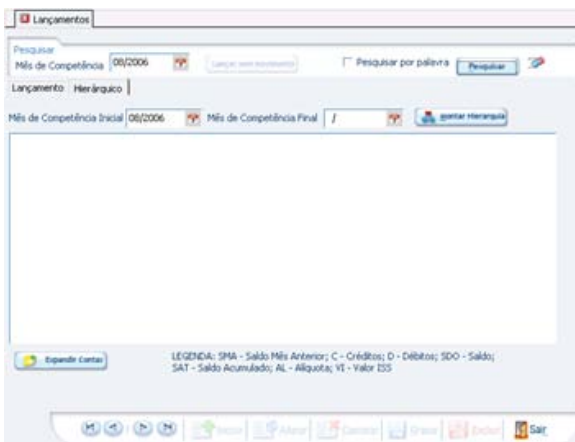 Lançamentos
Pesquisar
Mês de Competência 08/2006 Lançar sem movimento Pesquisar por palavra Pesquisar
Lançamento Hierárquico
Mês de Competência Inicial 08/2006 Mês de Competência Final / Montar Hierarquia
Expandir Contas
LEGENDA: SMA - Saldo Mês Anterior; C - Créditos; D - Débitos; SDO - Saldo;
SAT - Saldo Acumulado; AL - Alíquota; VI - Valor ISS
Incluir Alterar Cancelar Gravar Excluir Sair